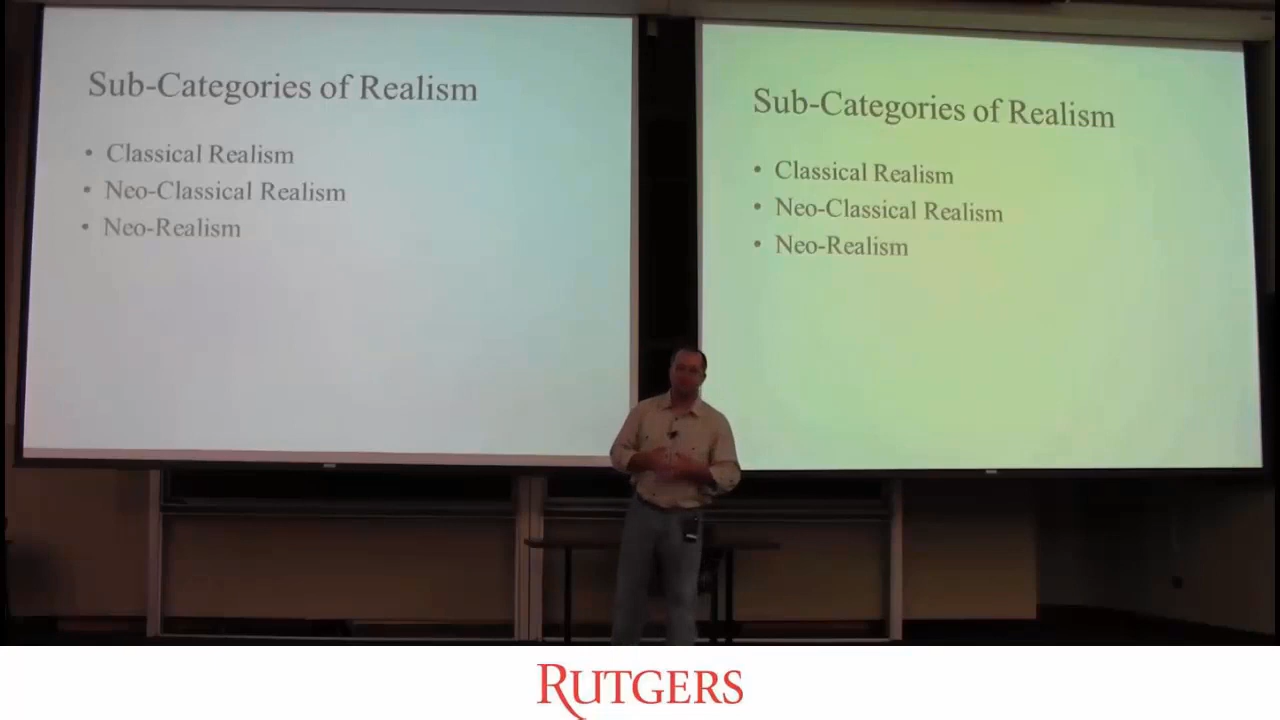 Sub-Categories of Realism
• Classical Realism
• Neo-Classical Realism
• Neo-Realism
Sub-Categories of Realism
• Classical Realism
• Neo-Classical Realism
• Neo-Realism
RUTGERS